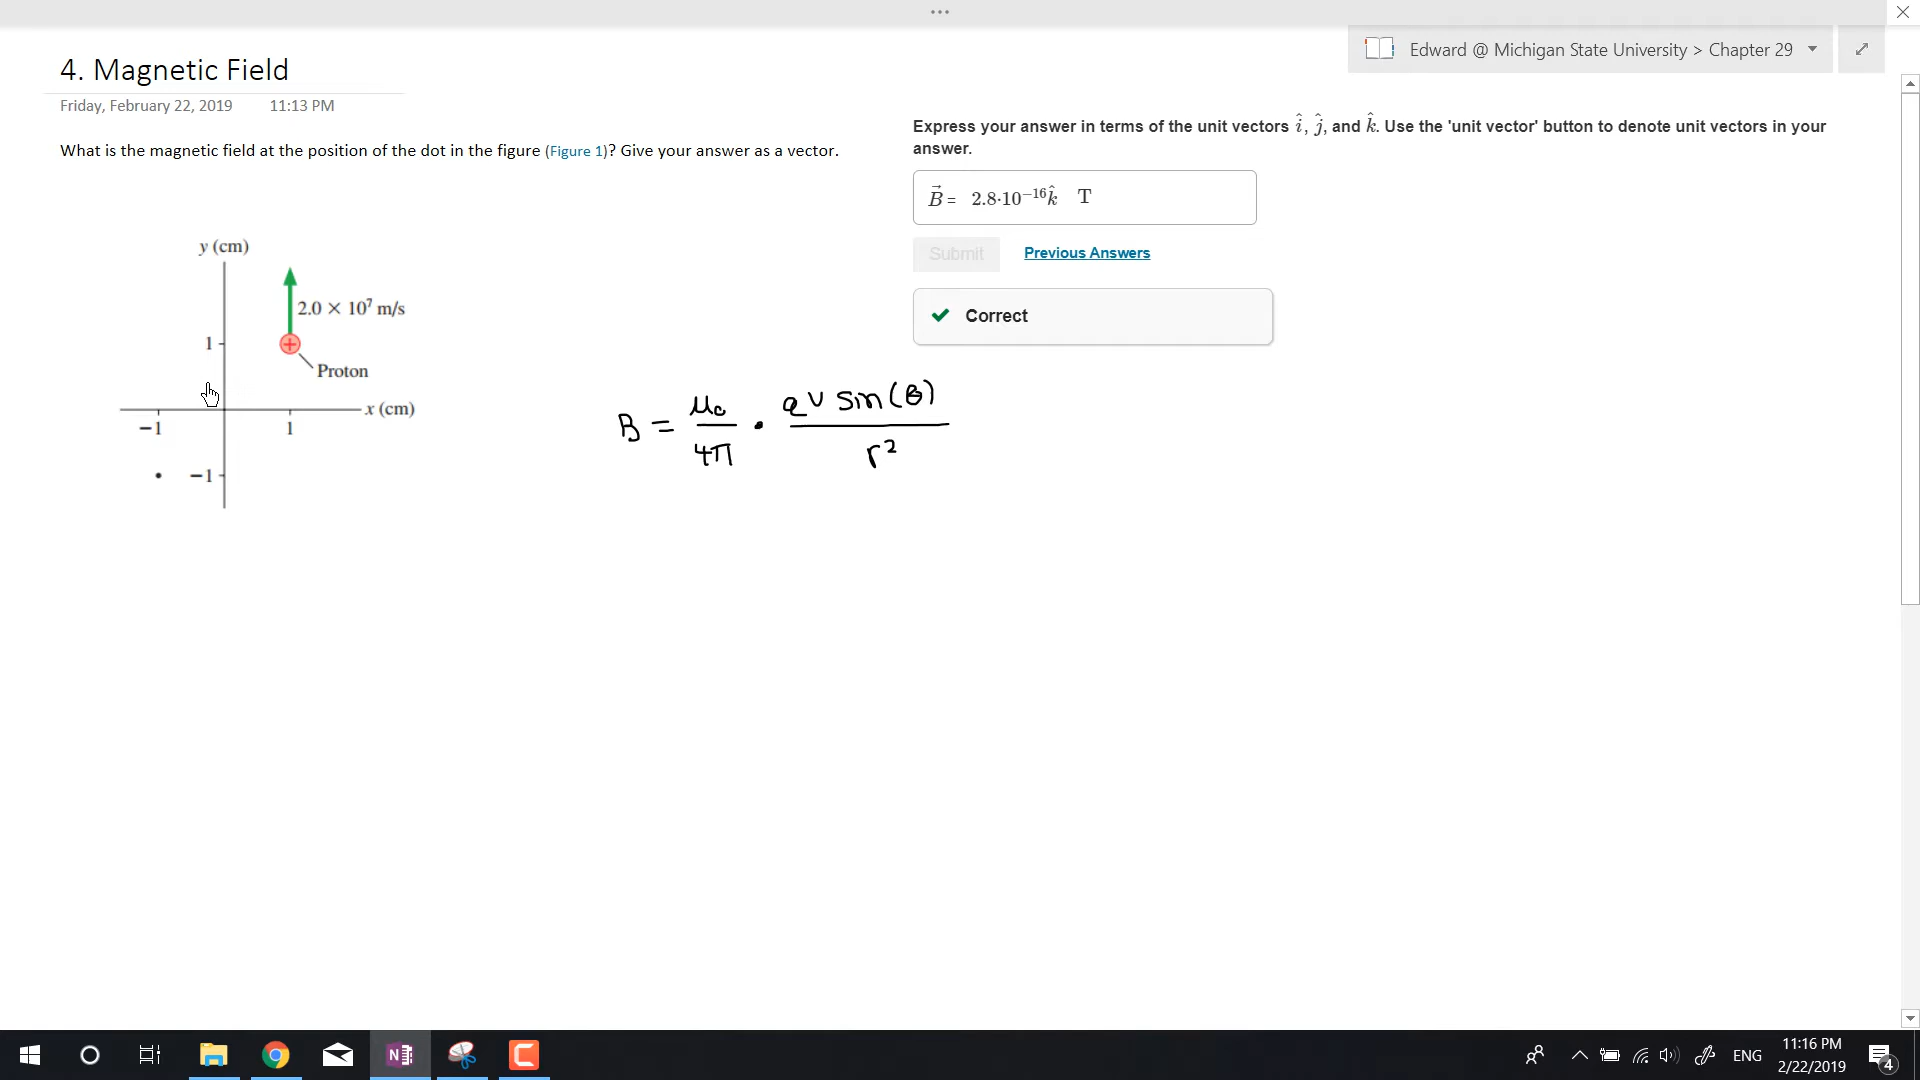 Edward @ Michigan State University > Chapter 29
4. Magnetic Field
Friday, February 22, 2019 11:13 PM
What is the magnetic field at the position of the dot in the figure (Figure 1)? Give your answer as a vector.
Express your answer in terms of the unit vectors î, ĵ, and k̂. Use the 'unit vector' button to denote unit vectors in your
answer.
B⃗ = 2.8·10⁻¹⁶k̂ T
Submit Previous Answers
Correct
y (cm)
2.0 × 10⁷ m/s
1
Proton
x (cm)
−1 1
−1
B = μ₀/4π · qv sin(θ)/r²
N
C
ENG
11:16 PM
2/22/2019
4